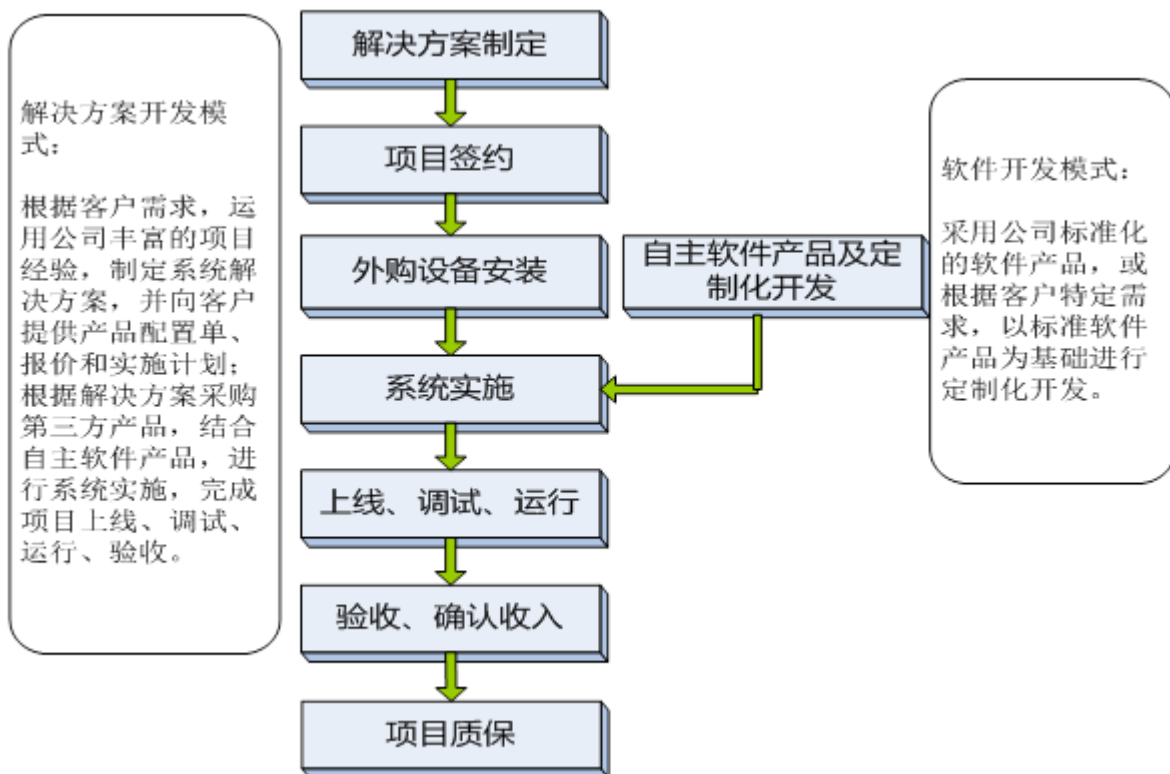 解决方案开发模
式：
根据客户需求，运
用公司丰富的项目
经验，制定系统解
决方案，并向客户
提供产品配置单、
报价和实施计划；
根据解决方案采购
第三方产品，结合
自主软件产品，进
行系统实施，完成
项目上线、调试、
运行、验收。
解决方案制定
项目签约
外购设备安装
系统实施
上线、调试、运行
验收、确认收入
项目质保
自主软件产品及定
制化开发
软件开发模式：
采用公司标准化
的软件产品，或
根据客户特定需
求，以标准软件
产品为基础进行
定制化开发。